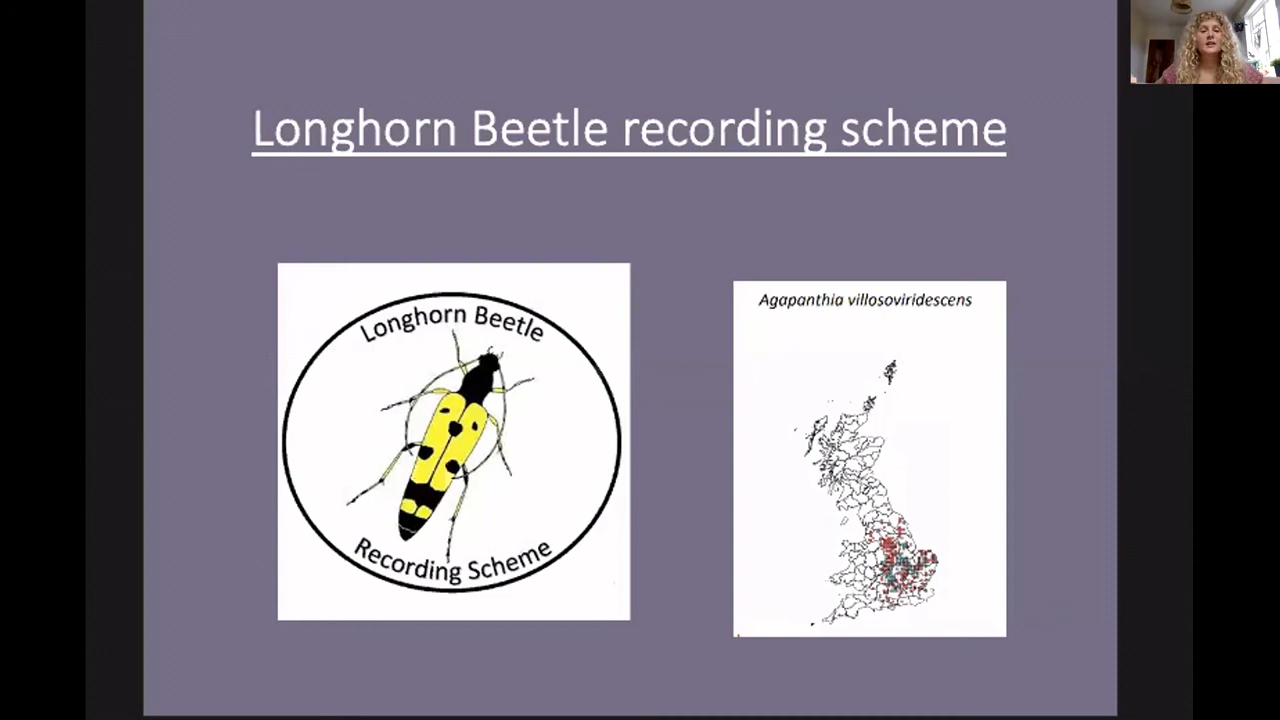 Longhorn Beetle recording scheme
Longhorn Beetle
Recording Scheme
Agapanthia villosoviridescens